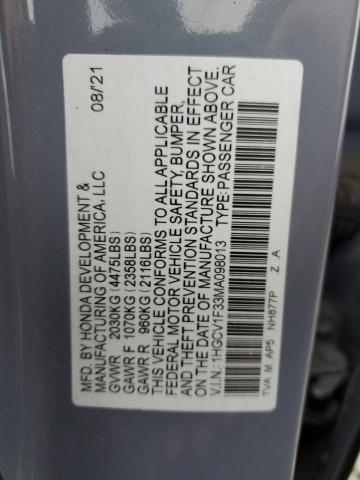 MFD. BY HONDA DEVELOPMENT & 08/21
MANUFACTURING OF AMERICA, LLC
GVWR 2030KG (4475LBS)
GAWR F 1070KG (2358LBS)
GAWR R 960KG (2116LBS)
THIS VEHICLE CONFORMS TO ALL APPLICABLE
FEDERAL MOTOR VEHICLE SAFETY, BUMPER,
AND THEFT PREVENTION STANDARDS IN EFFECT
ON THE DATE OF MANUFACTURE SHOWN ABOVE.
V.I.N.: 1HGCV1F33MA098013 TYPE: PASSENGER CAR
TVA M AP5 NH877P Z A